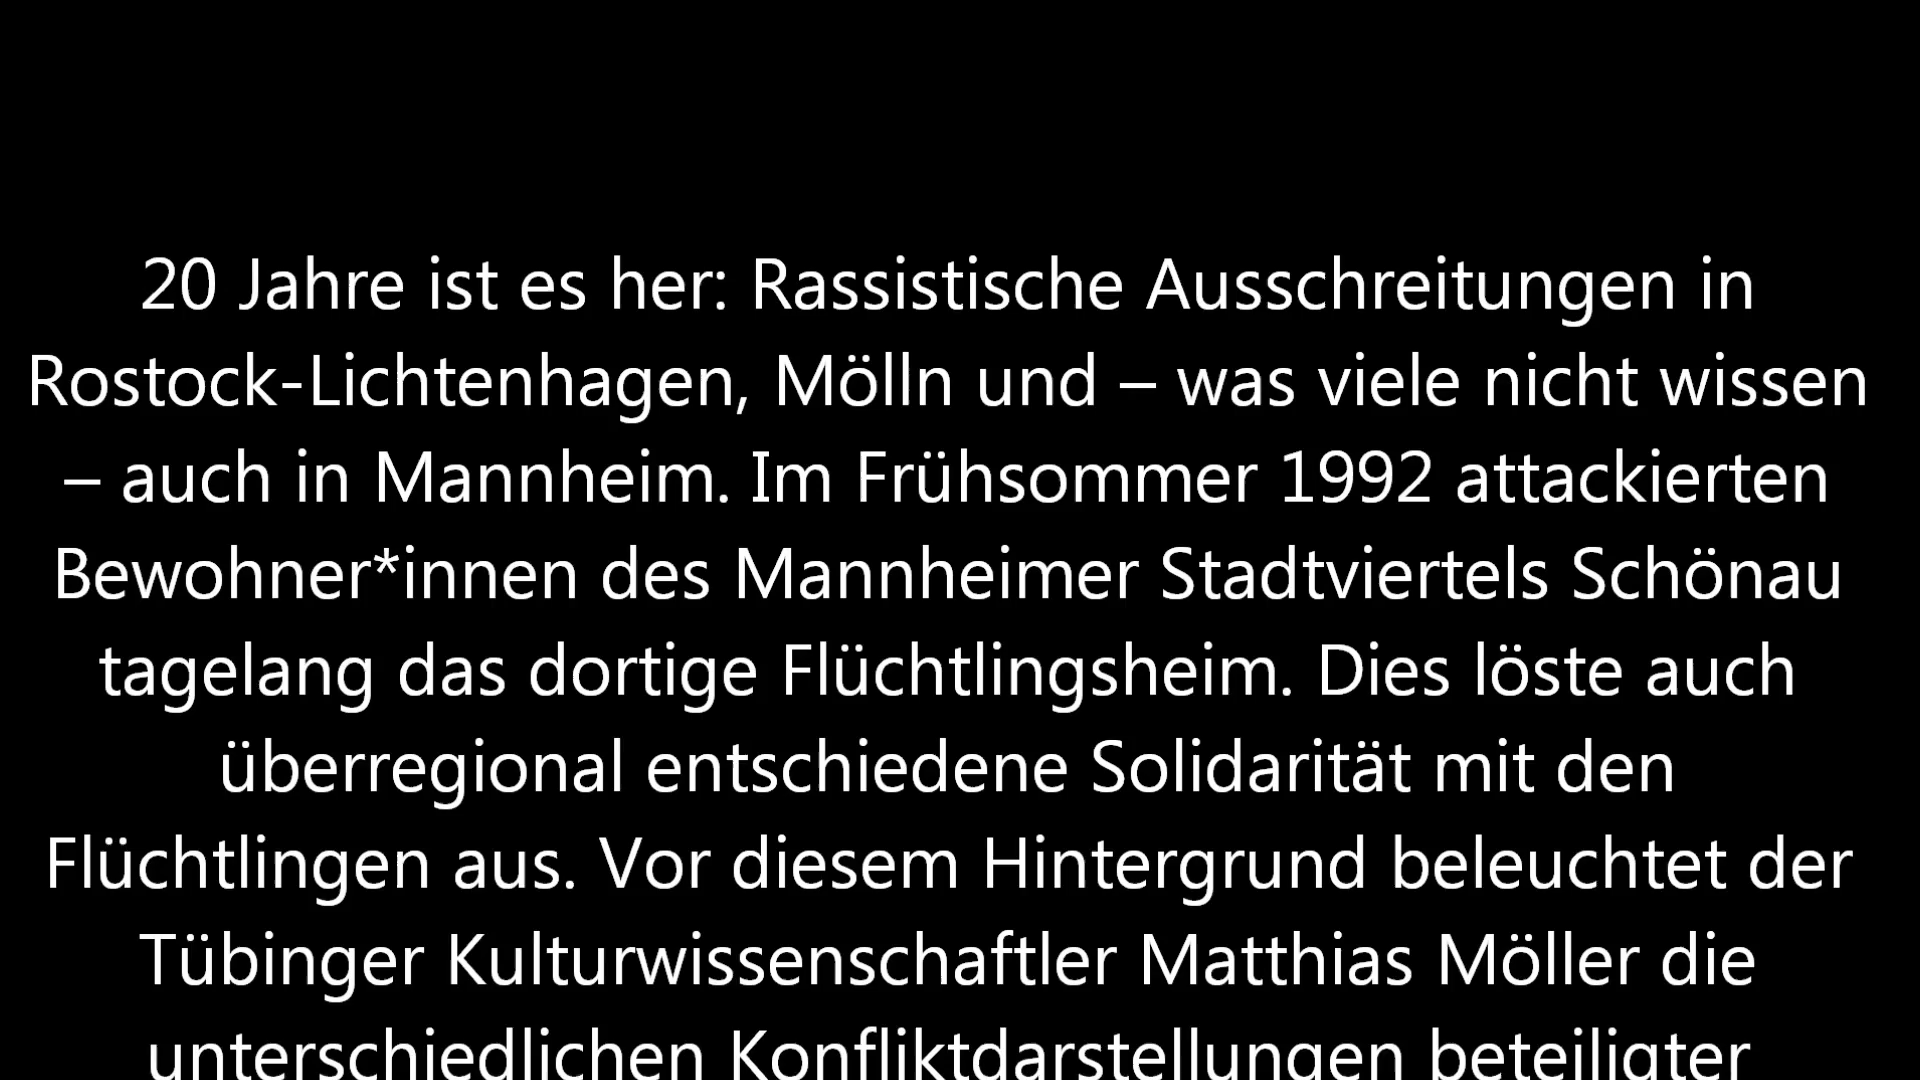 20 Jahre ist es her: Rassistische Ausschreitungen in
Rostock-Lichtenhagen, Mölln und – was viele nicht wissen
– auch in Mannheim. Im Frühsommer 1992 attackierten
Bewohner*innen des Mannheimer Stadtviertels Schönau
tagelang das dortige Flüchtlingsheim. Dies löste auch
überregional entschiedene Solidarität mit den
Flüchtlingen aus. Vor diesem Hintergrund beleuchtet der
Tübinger Kulturwissenschaftler Matthias Möller die
unterschiedlichen Konfliktdarstellungen beteiligter